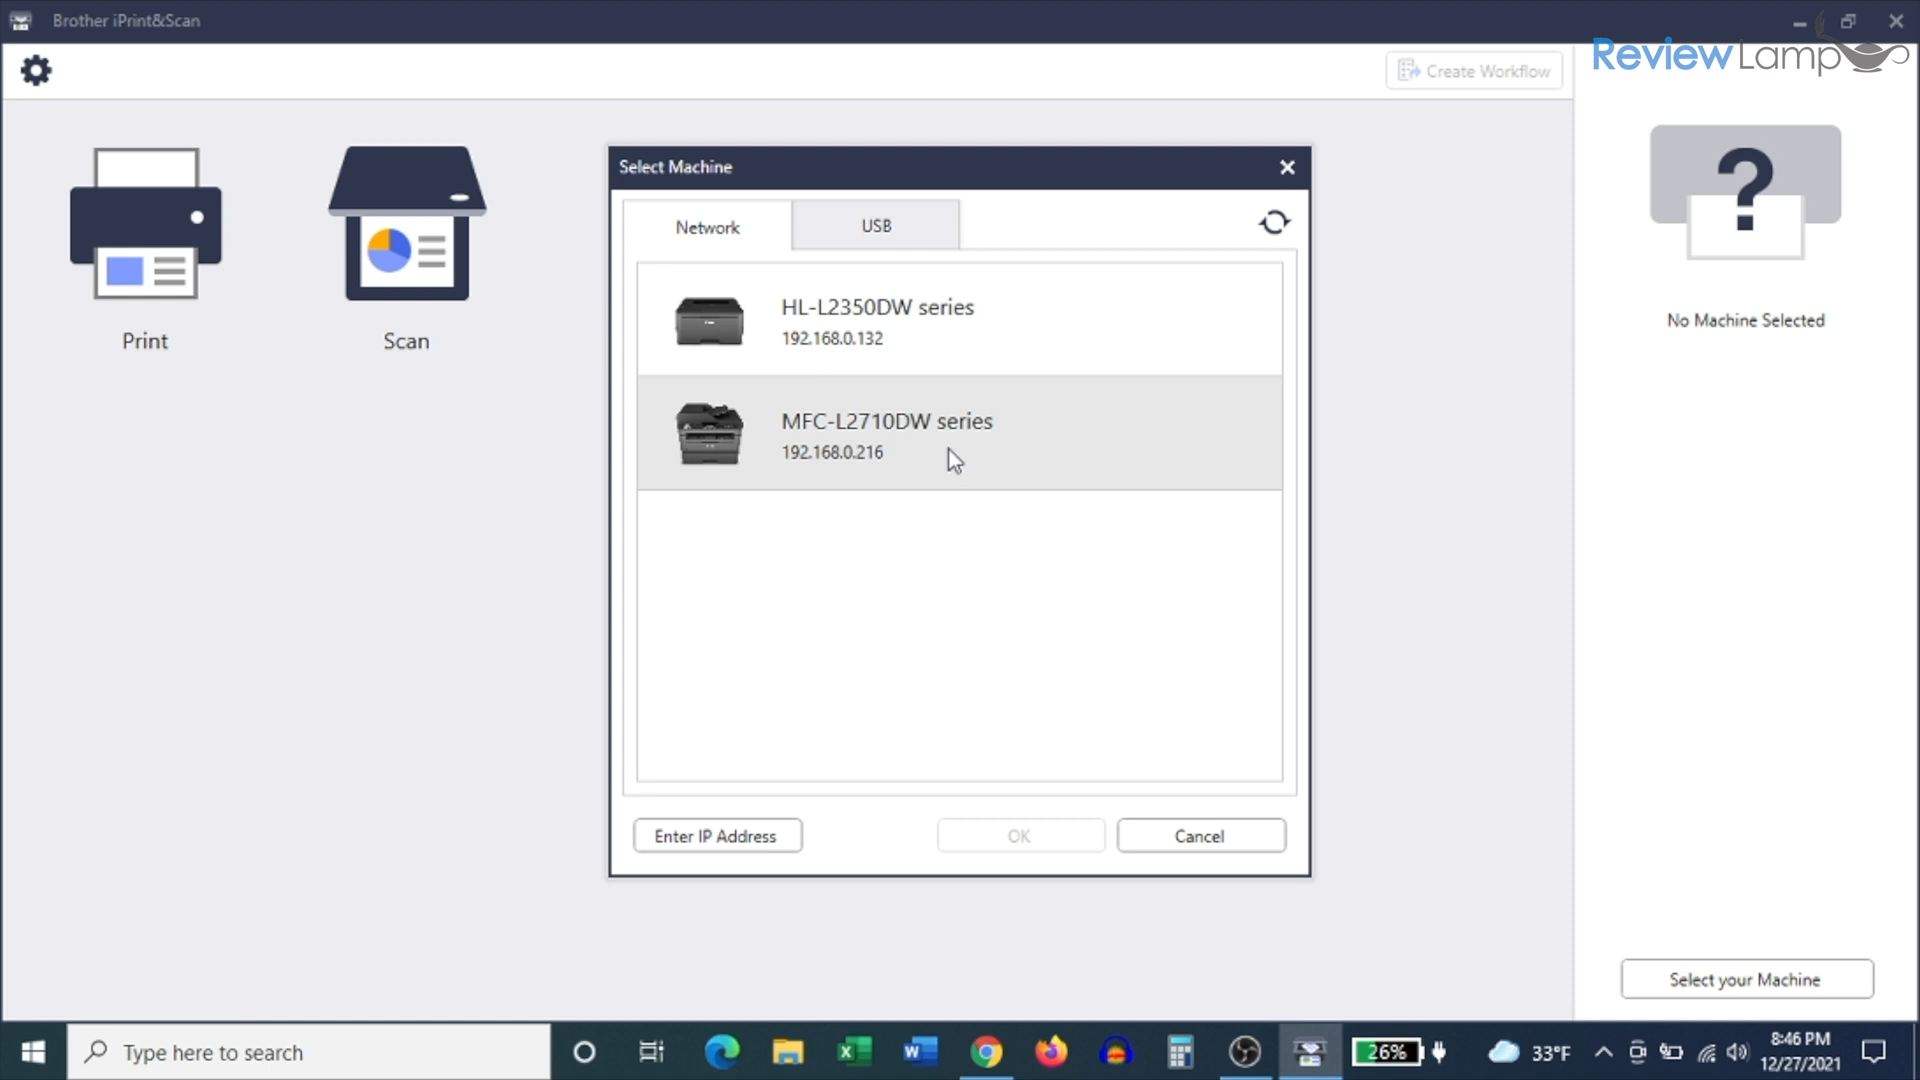 Brother iPrint&Scan
Create Workflow
ReviewLamp
Print
Scan
Select Machine
Network
USB
HL-L2350DW series
192.168.0.132
MFC-L2710DW series
192.168.0.216
Enter IP Address
OK
Cancel
?
No Machine Selected
Select your Machine
Type here to search
26%
33°F
8:46 PM
12/27/2021